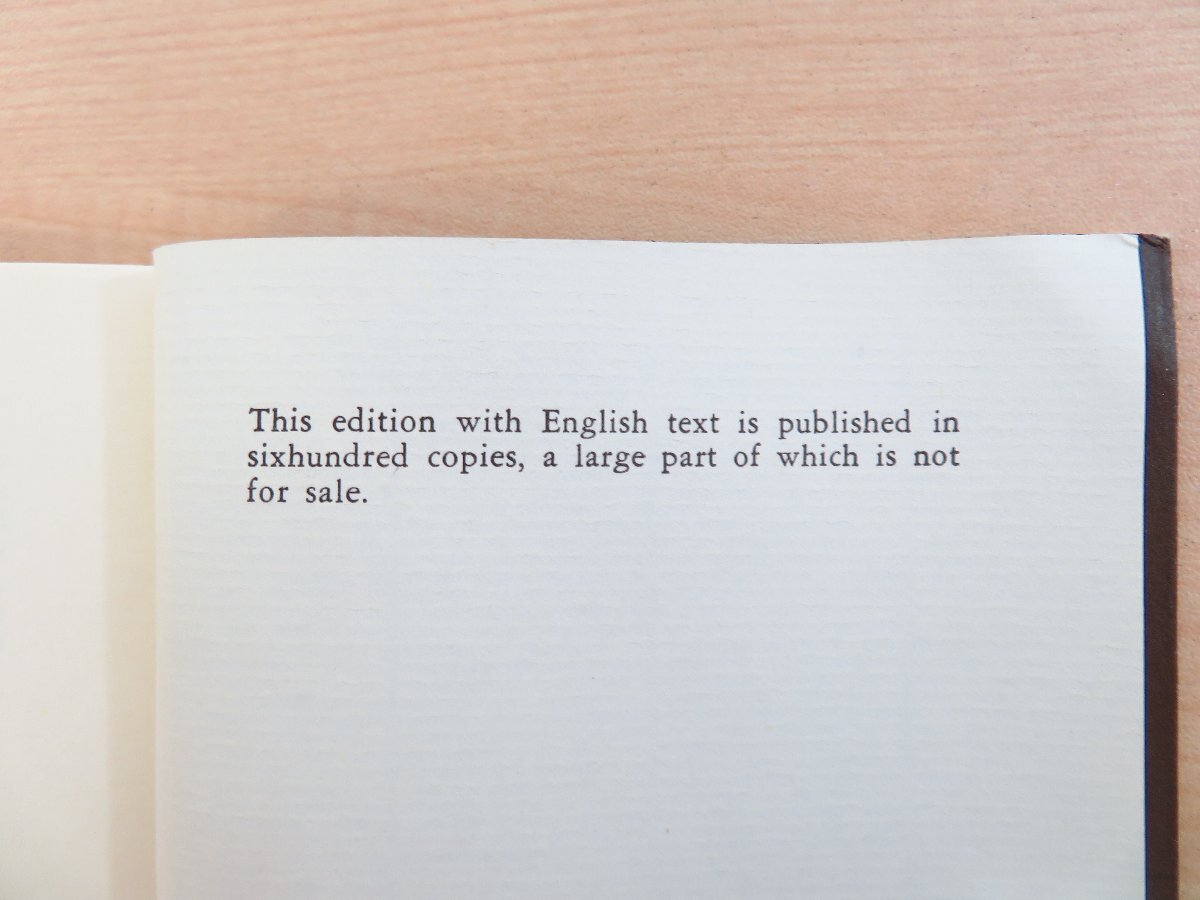 This edition with English text is published in
sixhundred copies, a large part of which is not
for sale.